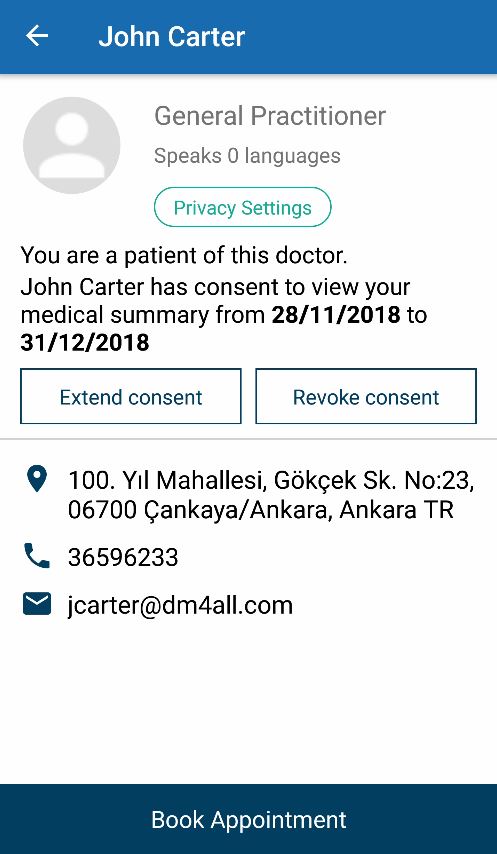 John Carter
General Practitioner
Speaks 0 languages
Privacy Settings
You are a patient of this doctor.
John Carter has consent to view your
medical summary from 28/11/2018 to
31/12/2018
Extend consent
Revoke consent
100. Yıl Mahallesi, Gökçek Sk. No:23,
06700 Çankaya/Ankara, Ankara TR
36596233
jcarter@dm4all.com
Book Appointment